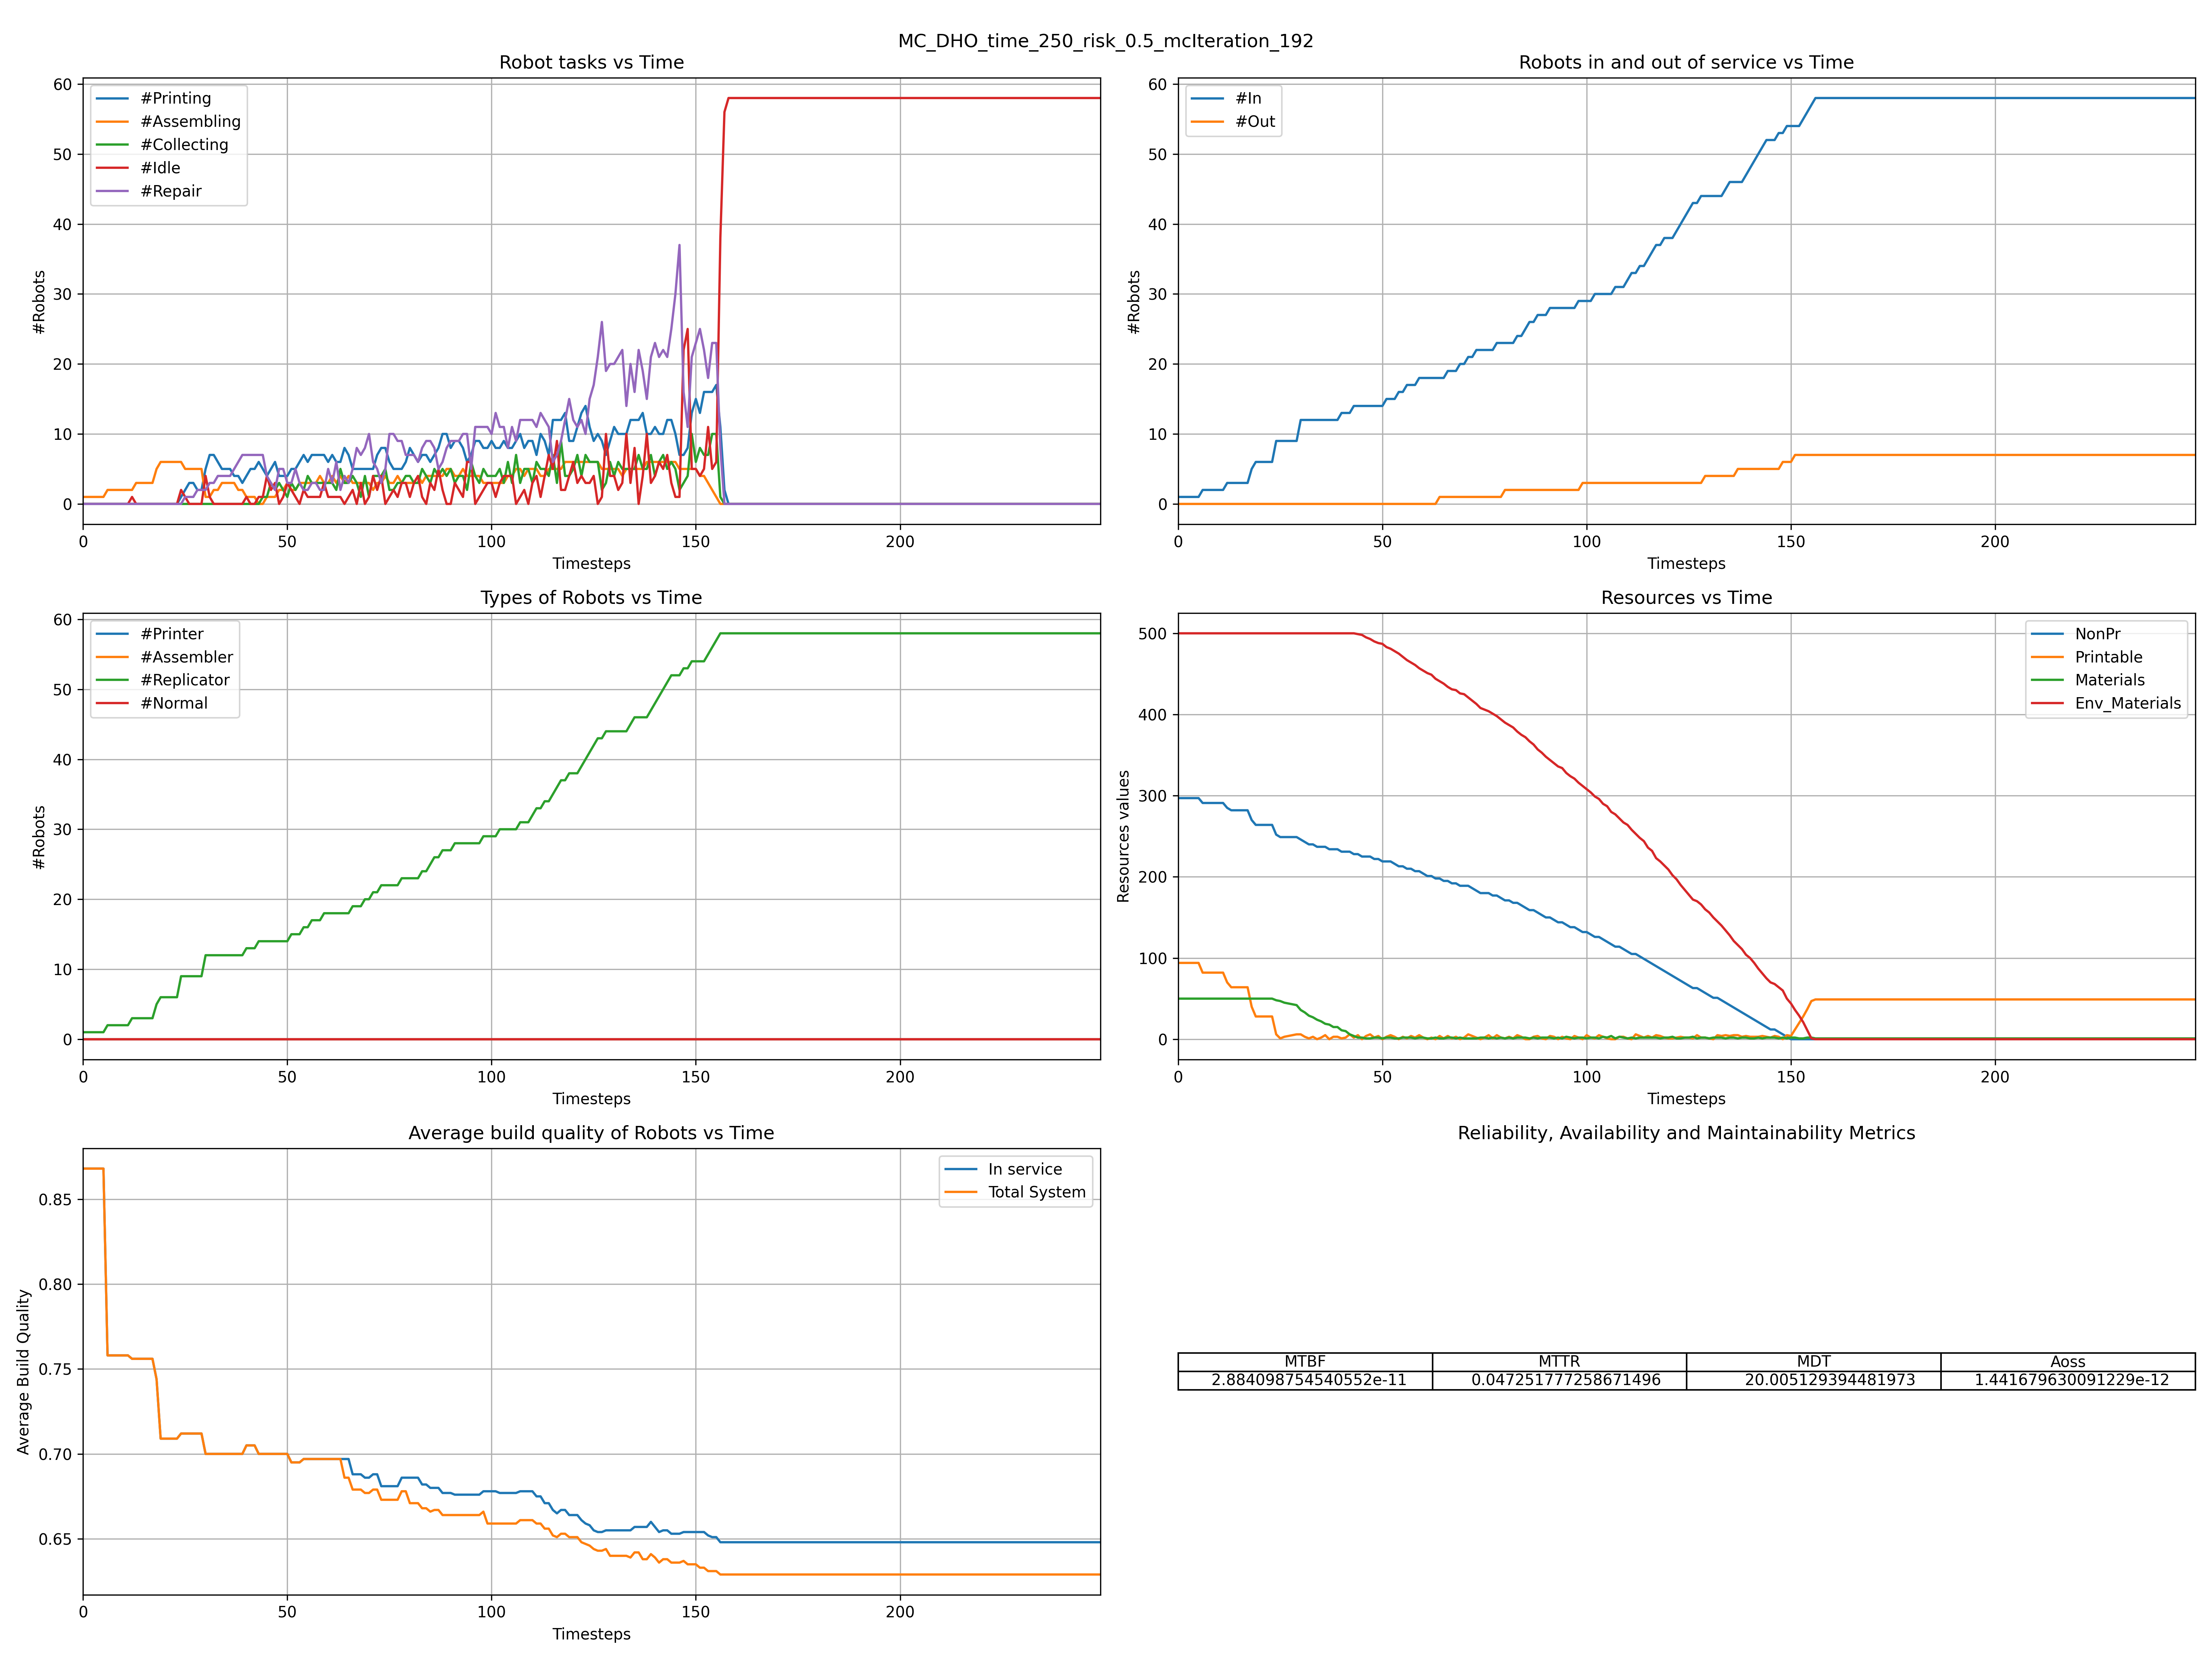 MC_DHO_time_250_risk_0.5_mcIteration_192
Robot tasks vs Time
#Printing
#Assembling
#Collecting
#Idle
#Repair
60
50
40
30
20
10
0
#Robots
0 50 100 150 200
Timesteps
Robots in and out of service vs Time
#In
#Out
60
50
40
30
20
10
0
#Robots
0 50 100 150 200
Timesteps
Types of Robots vs Time
#Printer
#Assembler
#Replicator
#Normal
60
50
40
30
20
10
0
#Robots
0 50 100 150 200
Timesteps
Resources vs Time
NonPr
Printable
Materials
Env_Materials
500
400
300
200
100
0
Resources values
0 50 100 150 200
Timesteps
Average build quality of Robots vs Time
In service
Total System
0.85
0.80
0.75
0.70
0.65
Average Build Quality
0 50 100 150 200
Timesteps
Reliability, Availability and Maintainability Metrics
MTBF MTTR MDT Aoss
2.884098754540552e-11 0.047251777258671496 20.005129394481973 1.441679630091229e-12